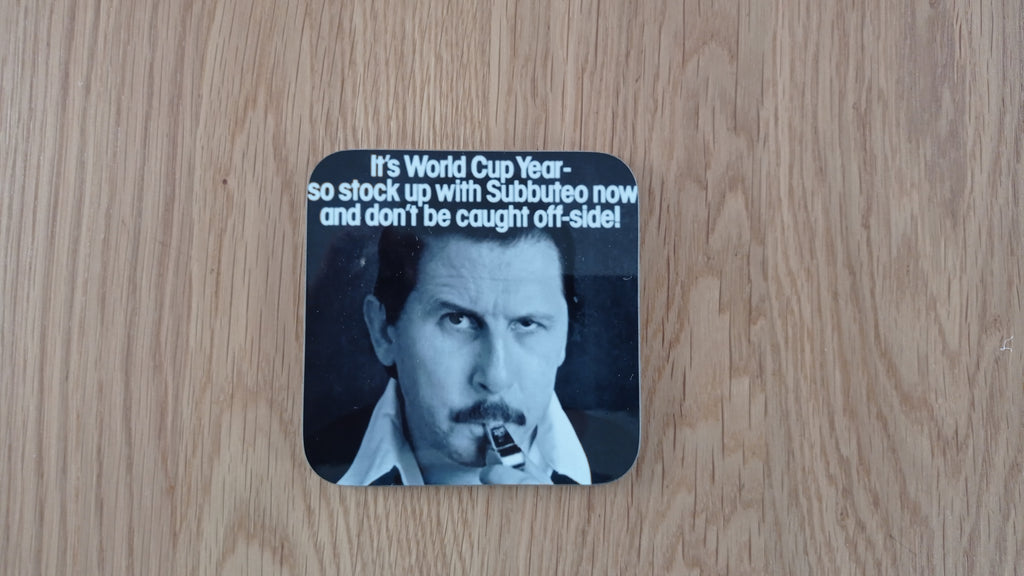 It's World Cup Year-
so stock up with Subbuteo now
and don't be caught off-side!